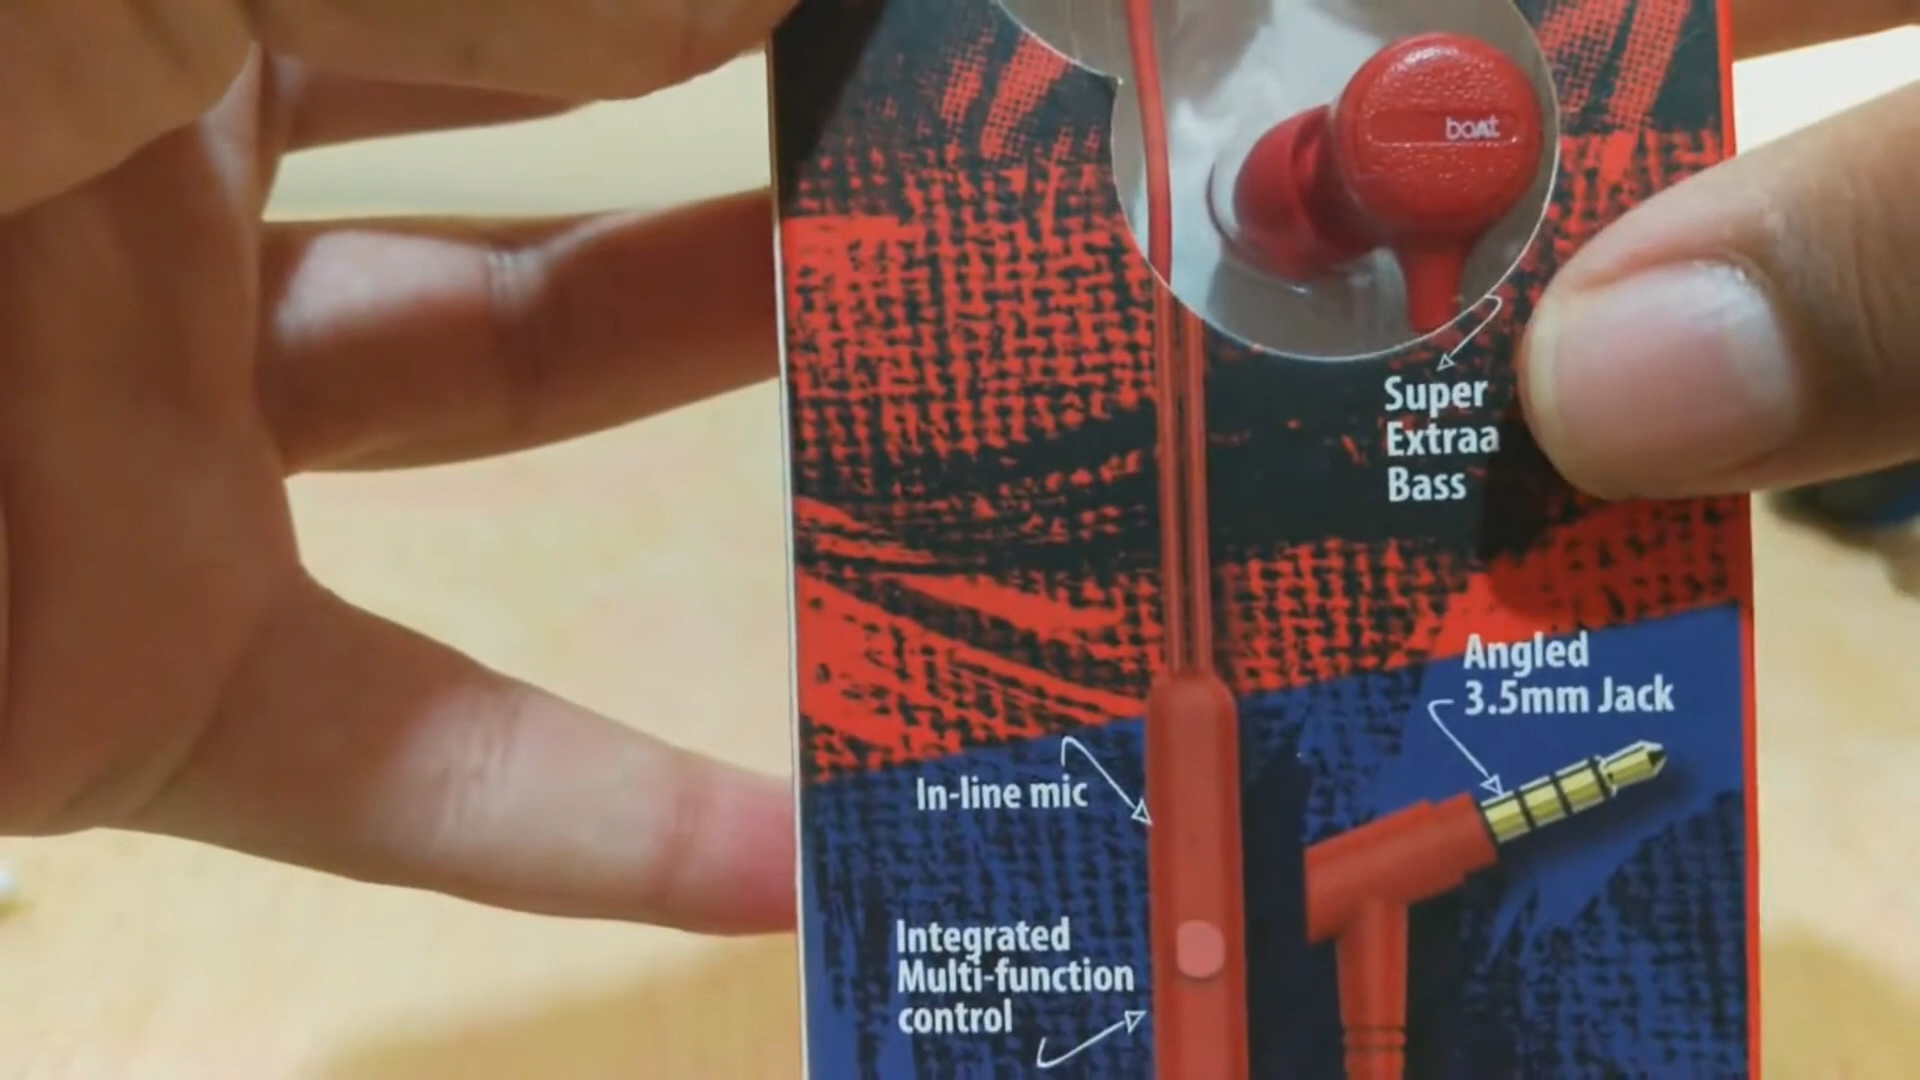 boAt
Super
Extraa
Bass
Angled
3.5mm Jack
In-line mic
Integrated
Multi-function
control